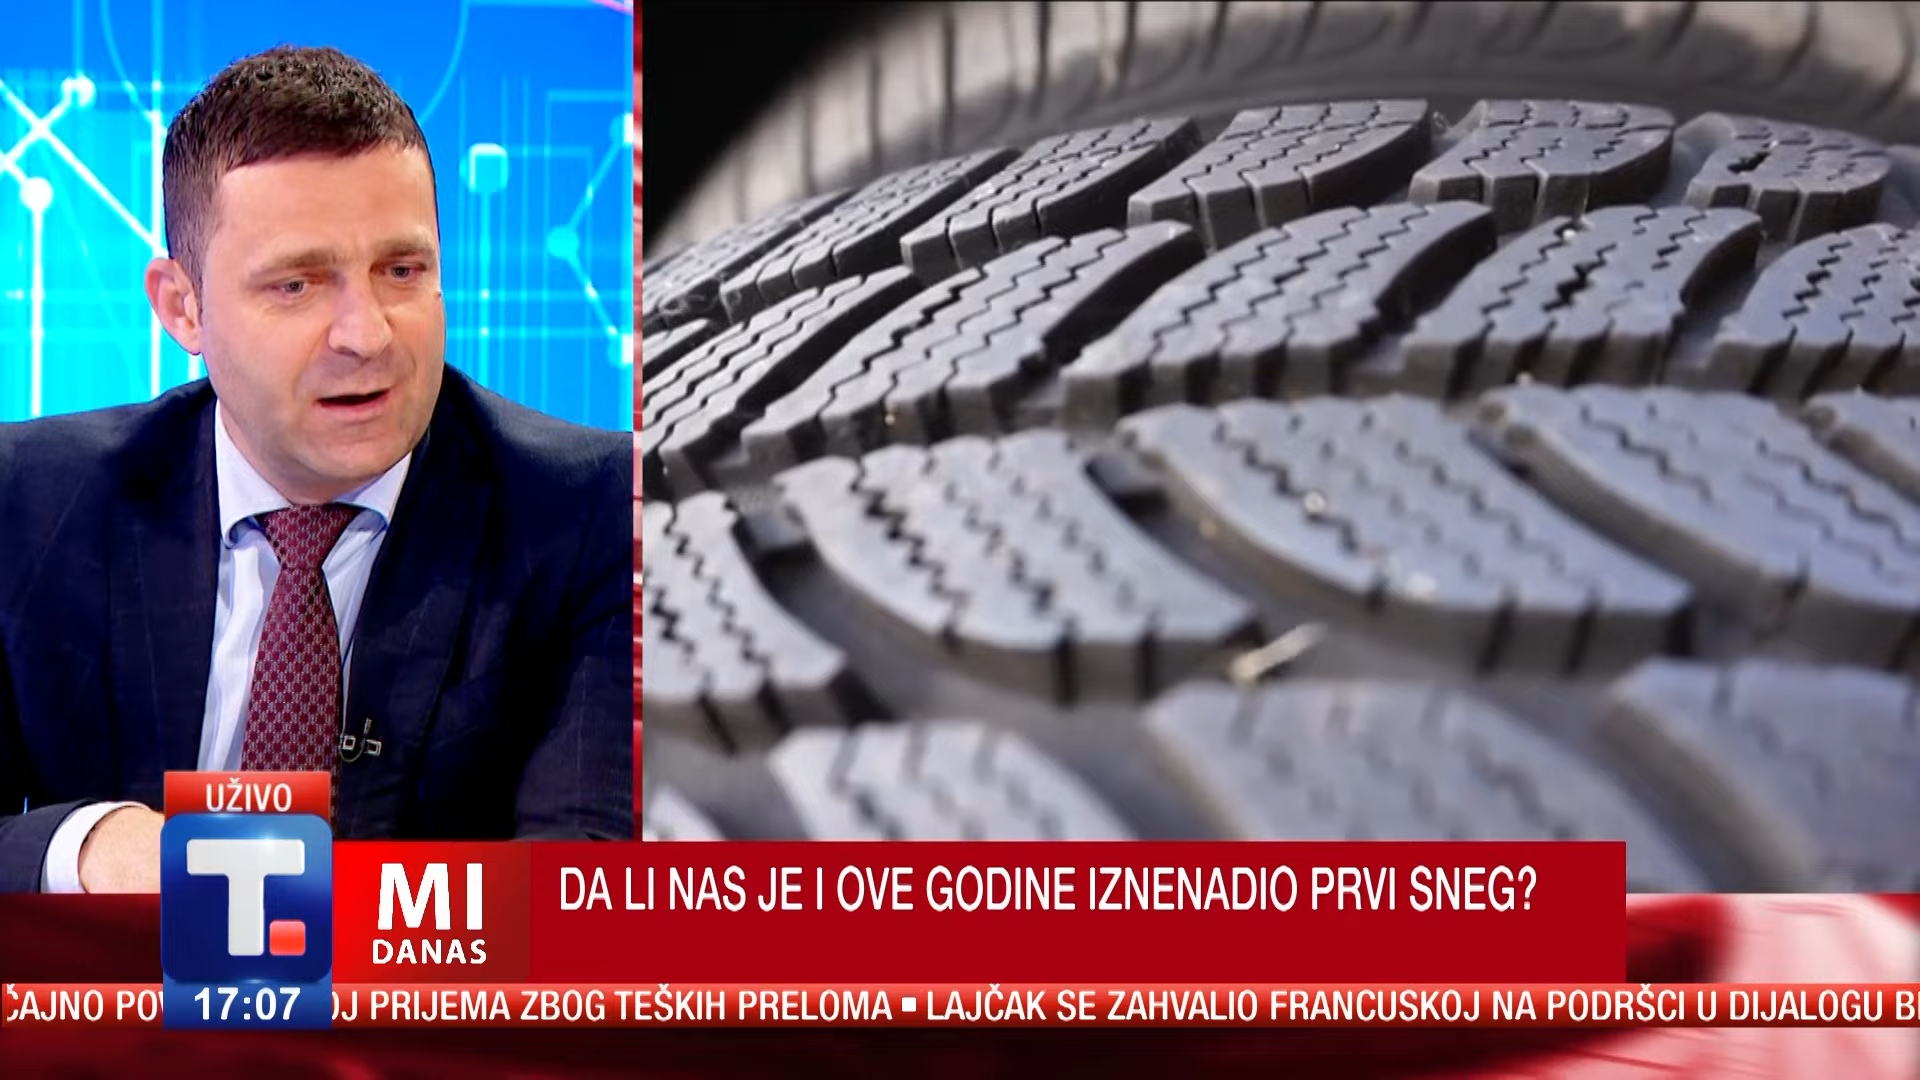 UŽIVO
T.
MI
DANAS
DA LI NAS JE I OVE GODINE IZNENADIO PRVI SNEG?
17:07
PRIJEMA ZBOG TEŠKIH PRELOMA ▪ LAJČAK SE ZAHVALIO FRANCUSKOJ NA PODRŠCI U DIJALOGU